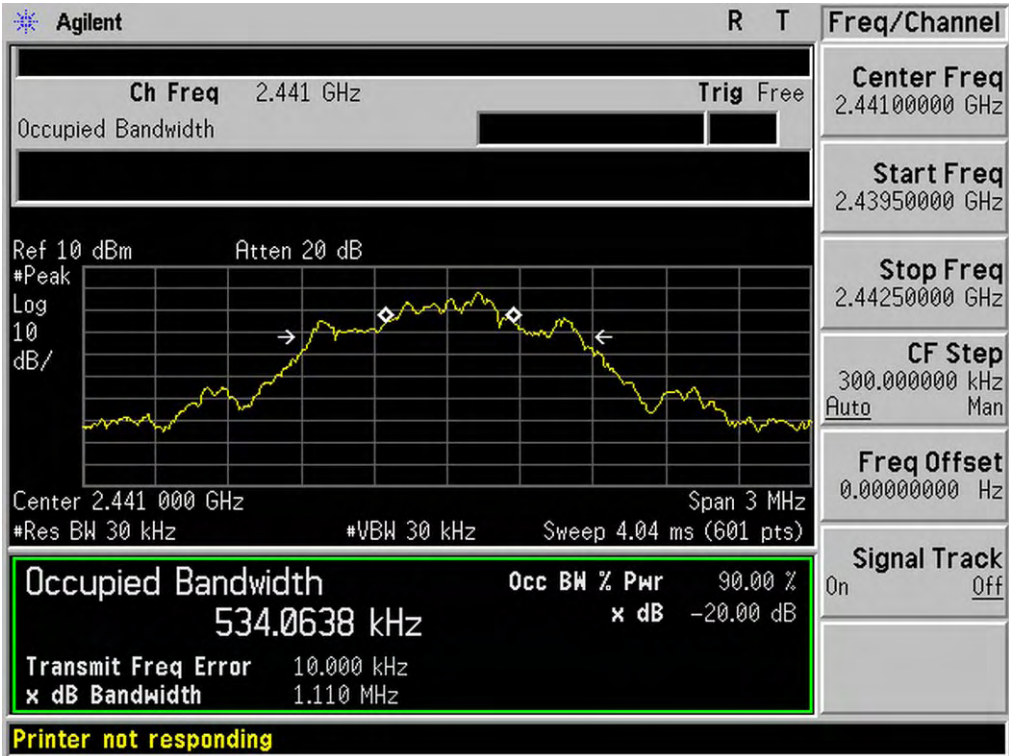 Agilent R T Freq/Channel
Ch Freq 2.441 GHz Trig Free
Occupied Bandwidth
Center Freq
2.44100000 GHz
Start Freq
2.43950000 GHz
Stop Freq
2.44250000 GHz
CF Step
300.000000 kHz
Auto Man
Freq Offset
0.00000000 Hz
Signal Track
On Off
Ref 10 dBm Atten 20 dB
#Peak
Log
10
dB/
Center 2.441 000 GHz Span 3 MHz
#Res BW 30 kHz #VBW 30 kHz Sweep 4.04 ms (601 pts)
Occupied Bandwidth
534.0638 kHz
Occ BW % Pwr 90.00 %
x dB -20.00 dB
Transmit Freq Error 10.000 kHz
x dB Bandwidth 1.110 MHz
Printer not responding